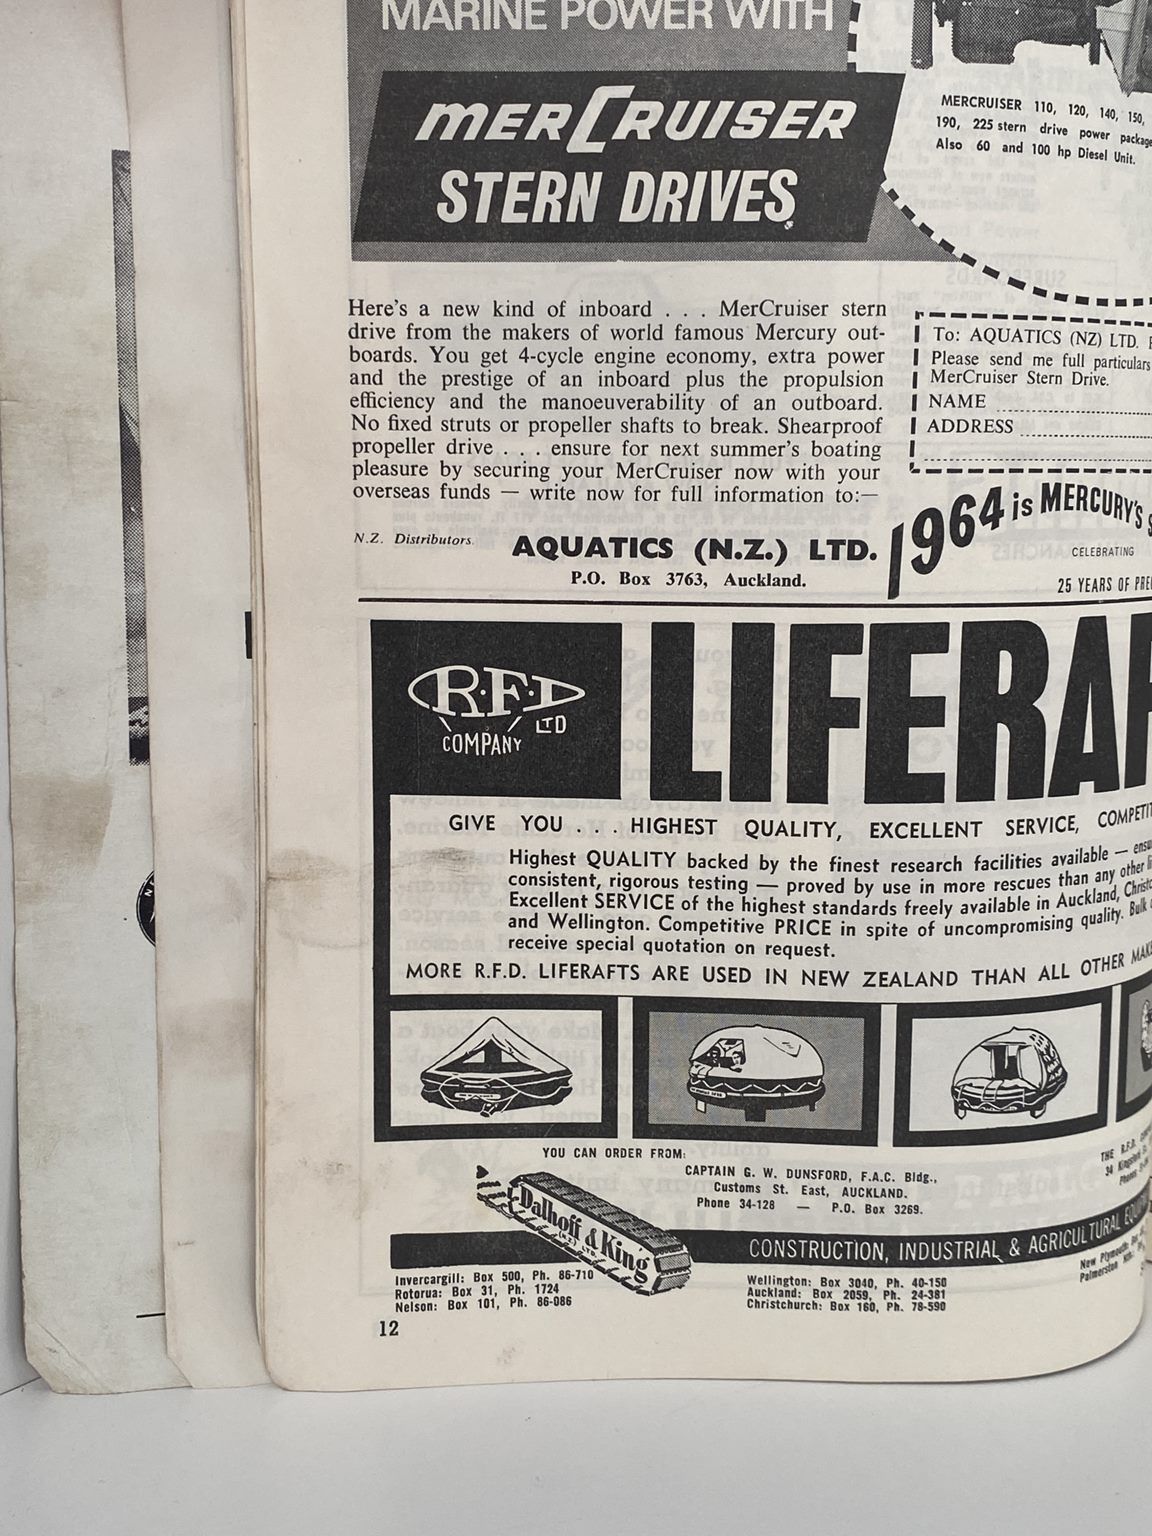 MARINE POWER WITH
MERCRUISER
STERN DRIVES
MERCRUISER 110, 120, 140, 150,
190, 225 stern drive power
Also 60 and 100 hp Diesel Unit.
Here's a new kind of inboard . . . MerCruiser stern
drive from the makers of world famous Mercury out-
boards. You get 4-cycle engine economy, extra power
and the prestige of an inboard plus the propulsion
efficiency and the manoeuverability of an outboard.
No fixed struts or propeller shafts to break. Shearproof
propeller drive . . . ensure for next summer's boating
pleasure by securing your MerCruiser now with your
overseas funds — write now for full information to:—
To: AQUATICS (NZ) LTD.
Please send me full particulars
MerCruiser Stern Drive.
NAME
ADDRESS
N.Z. Distributors.
AQUATICS (N.Z.) LTD.
P.O. Box 3763, Auckland.
1964 is MERCURY'S
CELEBRATING
25 YEARS OF
R.F.D
COMPANY LTD
GIVE YOU . . . HIGHEST QUALITY, EXCELLENT SERVICE,
Highest QUALITY backed by the finest research facilities available —
consistent, rigorous testing — proved by use in more rescues than any other
Excellent SERVICE of the highest standards freely available in Auckland,
and Wellington. Competitive PRICE in spite of uncompromising quality. Bulk
receive special quotation on request.
MORE R.F.D. LIFERAFTS ARE USED IN NEW ZEALAND THAN ALL OTHER
YOU CAN ORDER FROM:
CAPTAIN G. W. DUNSFORD, F.A.C. Bldg.,
Customs St. East, AUCKLAND.
Phone 34-128 — P.O. Box 3269.
THE R.F.D.
Dalhoff & King
(N.Z.) LTD.
CONSTRUCTION, INDUSTRIAL & AGRICULTURAL
Invercargill: Box 500, Ph. 86-710
Rotorua: Box 31, Ph. 1724
Nelson: Box 101, Ph. 86-086
Wellington: Box 3040, Ph. 40-150
Auckland: Box 2059, Ph. 24-381
Christchurch: Box 160, Ph. 78-590
New Plymouth:
Palmerston Nth.
12